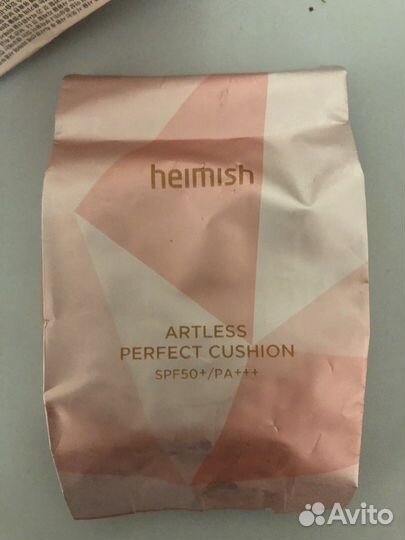 heimish
ARTLESS
PERFECT CUSHION
SPF50+/PA+++
Avito